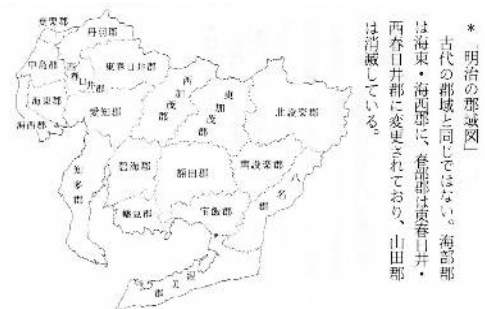 *「明治の郡域図」
古代の郡域と同じではない。海部郡
は海東・海西郡に、春部郡は東春日井・
西春日井郡に変更されており、山田郡
は消滅している。
葉栗郡
丹羽郡
中島郡
西春日井郡
東春日井郡
海東郡
海西郡
愛知郡
西加茂郡
東加茂郡
北設楽郡
知多郡
碧海郡
額田郡
南設楽郡
八名郡
幡豆郡
宝飯郡
渥美郡